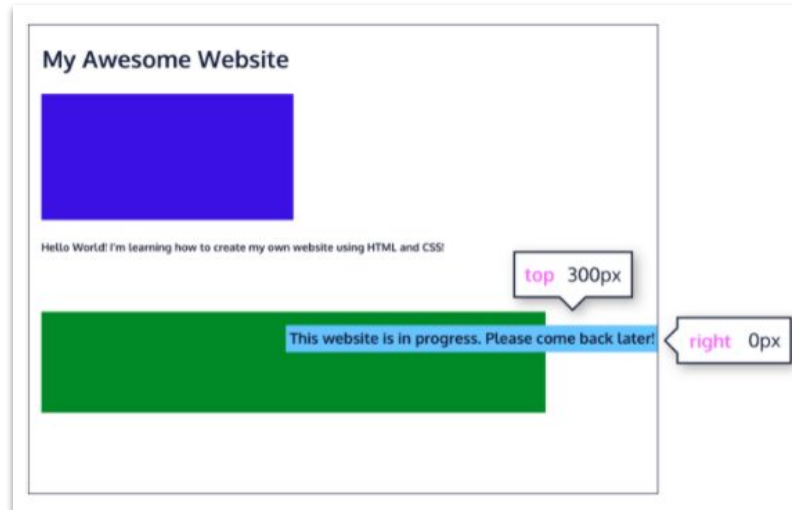 My Awesome Website
Hello World! I'm learning how to create my own website using HTML and CSS!
top 300px
This website is in progress. Please come back later!
right 0px